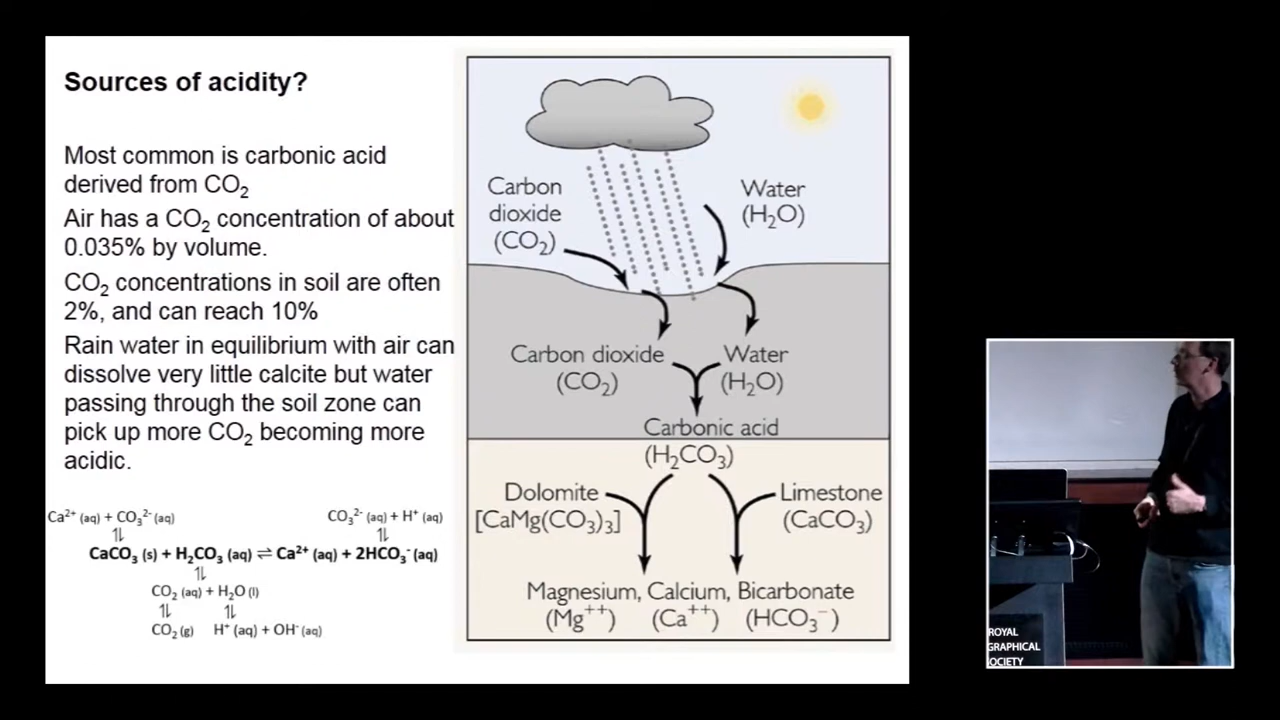 Sources of acidity?
Most common is carbonic acid
derived from CO₂
Air has a CO₂ concentration of about
0.035% by volume.
CO₂ concentrations in soil are often
2%, and can reach 10%
Rain water in equilibrium with air can
dissolve very little calcite but water
passing through the soil zone can
pick up more CO₂ becoming more
acidic.
Ca²⁺ (aq) + CO₃²⁻ (aq)
CO₃²⁻ (aq) + H⁺ (aq)
⇅
⇅
CaCO₃ (s) + H₂CO₃ (aq) ⇌ Ca²⁺ (aq) + 2HCO₃⁻ (aq)
⇅
CO₂ (aq) + H₂O (l)
⇅ ⇅
CO₂ (g) H⁺ (aq) + OH⁻ (aq)
Carbon
dioxide
(CO₂)
Water
(H₂O)
Carbon dioxide
(CO₂)
Water
(H₂O)
Carbonic acid
(H₂CO₃)
Dolomite
[CaMg(CO₃)₃]
Limestone
(CaCO₃)
Magnesium, Calcium, Bicarbonate
(Mg⁺⁺) (Ca⁺⁺) (HCO₃⁻)
ROYAL
GRAPHICAL
OCIETY